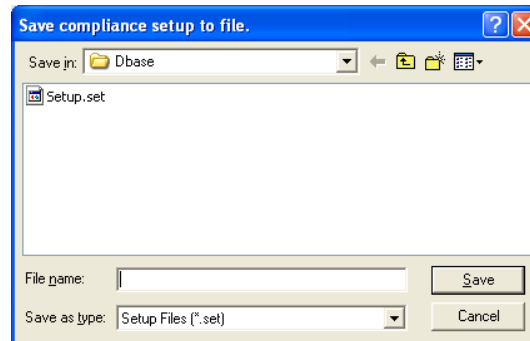 Save compliance setup to file.
Save in: Dbase
Setup.set
File name:
Save
Save as type: Setup Files (*.set)
Cancel